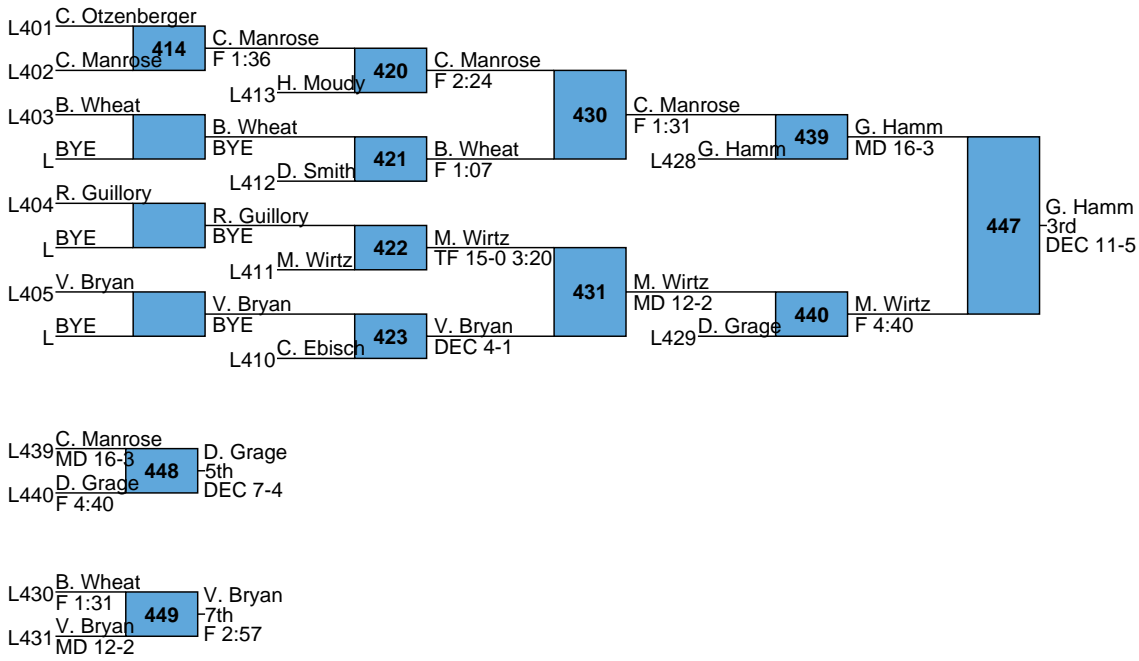 C. Otzenberger
L401
414
C. Manrose
C. Manrose
F 1:36
L402
420
C. Manrose
F 2:24
H. Moudy
L413
430
C. Manrose
F 1:31
B. Wheat
L403
B. Wheat
BYE
BYE
L
421
B. Wheat
F 1:07
D. Smith
L412
439
G. Hamm
MD 16-3
G. Hamm
L428
R. Guillory
L404
R. Guillory
BYE
BYE
L
422
M. Wirtz
TF 15-0 3:20
M. Wirtz
L411
447
G. Hamm
3rd
DEC 11-5
431
M. Wirtz
MD 12-2
V. Bryan
L405
V. Bryan
BYE
BYE
L
423
V. Bryan
DEC 4-1
C. Ebisch
L410
440
M. Wirtz
F 4:40
D. Grage
L429
C. Manrose
L439
MD 16-3
448
D. Grage
5th
DEC 7-4
D. Grage
L440
F 4:40
B. Wheat
L430
F 1:31
449
V. Bryan
7th
F 2:57
V. Bryan
L431
MD 12-2